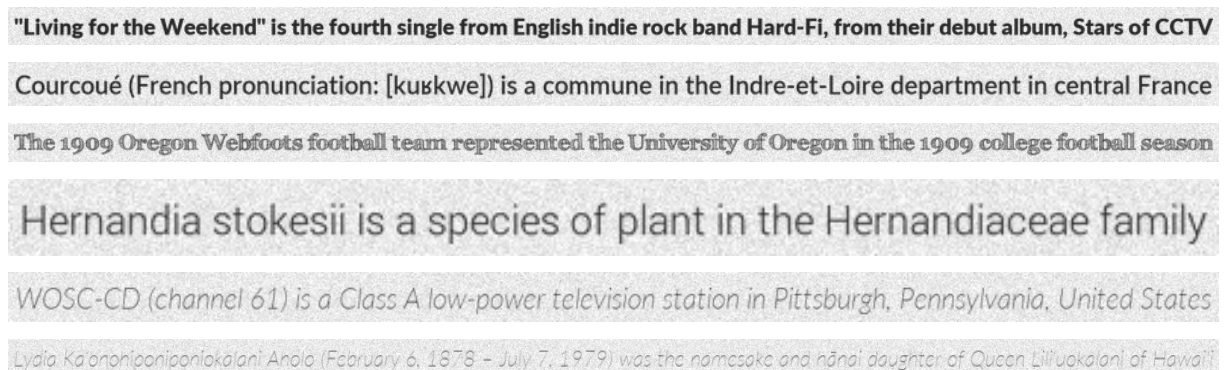 "Living for the Weekend" is the fourth single from English indie rock band Hard-Fi, from their debut album, Stars of CCTV
Courcoué (French pronunciation: [kuʁkwe]) is a commune in the Indre-et-Loire department in central France
The 1909 Oregon Webfoots football team represented the University of Oregon in the 1909 college football season
Hernandia stokesii is a species of plant in the Hernandiaceae family
WOSC-CD (channel 61) is a Class A low-power television station in Pittsburgh, Pennsylvania, United States
Lydia (February 6, 1878 – July 7, 1979) was the namesake and hānai daughter of Queen Liliʻuokalani of Hawaiʻi